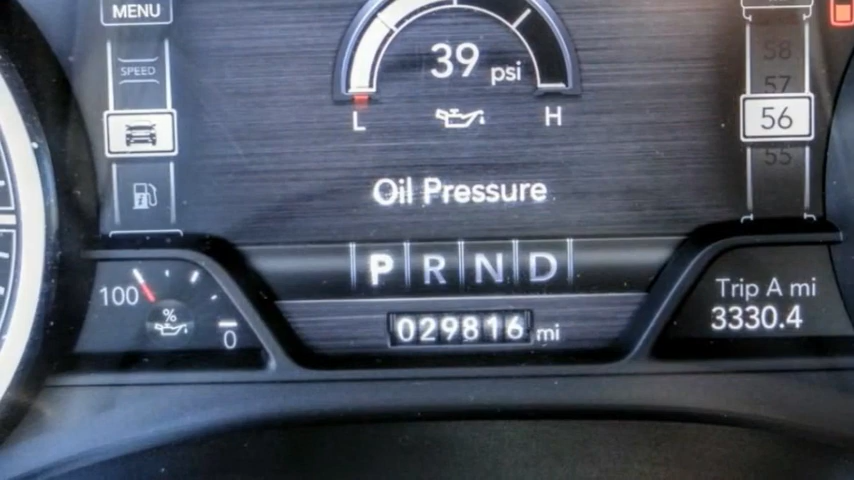 MENU
SPEED
39 psi
L H
Oil Pressure
58
57
56
55
P R N D
100
%
0
029816 mi
Trip A mi
3330.4